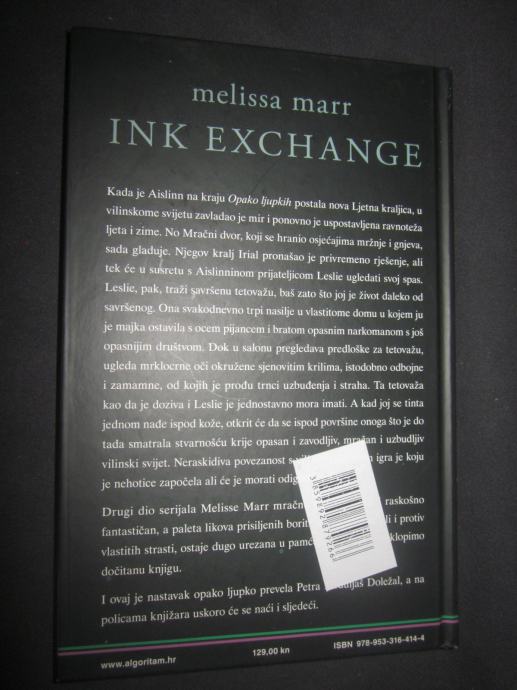 melissa marr
INK EXCHANGE
Kada je Aislinn na kraju Opako ljupkih postala nova Ljetna kraljica, u
vilinskome svijetu zavladao je mir i ponovno je uspostavljena ravnoteža
ljeta i zime. No Mračni dvor, koji se hranio osjećajima mržnje i gnjeva,
sada gladuje. Njegov kralj Irial pronašao je privremeno rješenje, ali
tek će u susretu s Aislinninom prijateljicom Leslie ugledati svoj spas.
Leslie, pak, traži savršenu tetovažu, baš zato što joj je život daleko od
savršenog. Ona svakodnevno trpi nasilje u vlastitome domu u kojem ju
je majka ostavila s ocem pijancem i bratom opasnim narkomanom s još
opasnijim društvom. Dok u salonu pregledava predloške za tetovažu,
ugleda mrklocrne oči okružene sjenovitim krilima, istodobno odbojne
i zamamne, od kojih je prođu trnci uzbuđenja i straha. Ta tetovaža
kao da je doziva i Leslie je jednostavno mora imati. A kad joj se tinta
jednom nađe ispod kože, otkrit će da se ispod površine onoga što je do
tada smatrala stvarnošću krije opasan i zavodljiv, mračan i uzbudljiv
vilinski svijet. Neraskidiva povezanost s igra je koju
je nehotice započela ali će je morati
Drugi dio serijala Melisse Marr raskošno
fantastičan, a paleta likova prisiljenih i protiv
vlastitih strasti, ostaje dugo urezana u
dočitanu knjigu.
I ovaj je nastavak opako ljupko prevela Petra Doležal, a na
policama knjižara uskoro će se naći i sljedeći.
3859892879266
www.algoritam.hr
129,00 kn
ISBN 978-953-316-414-4